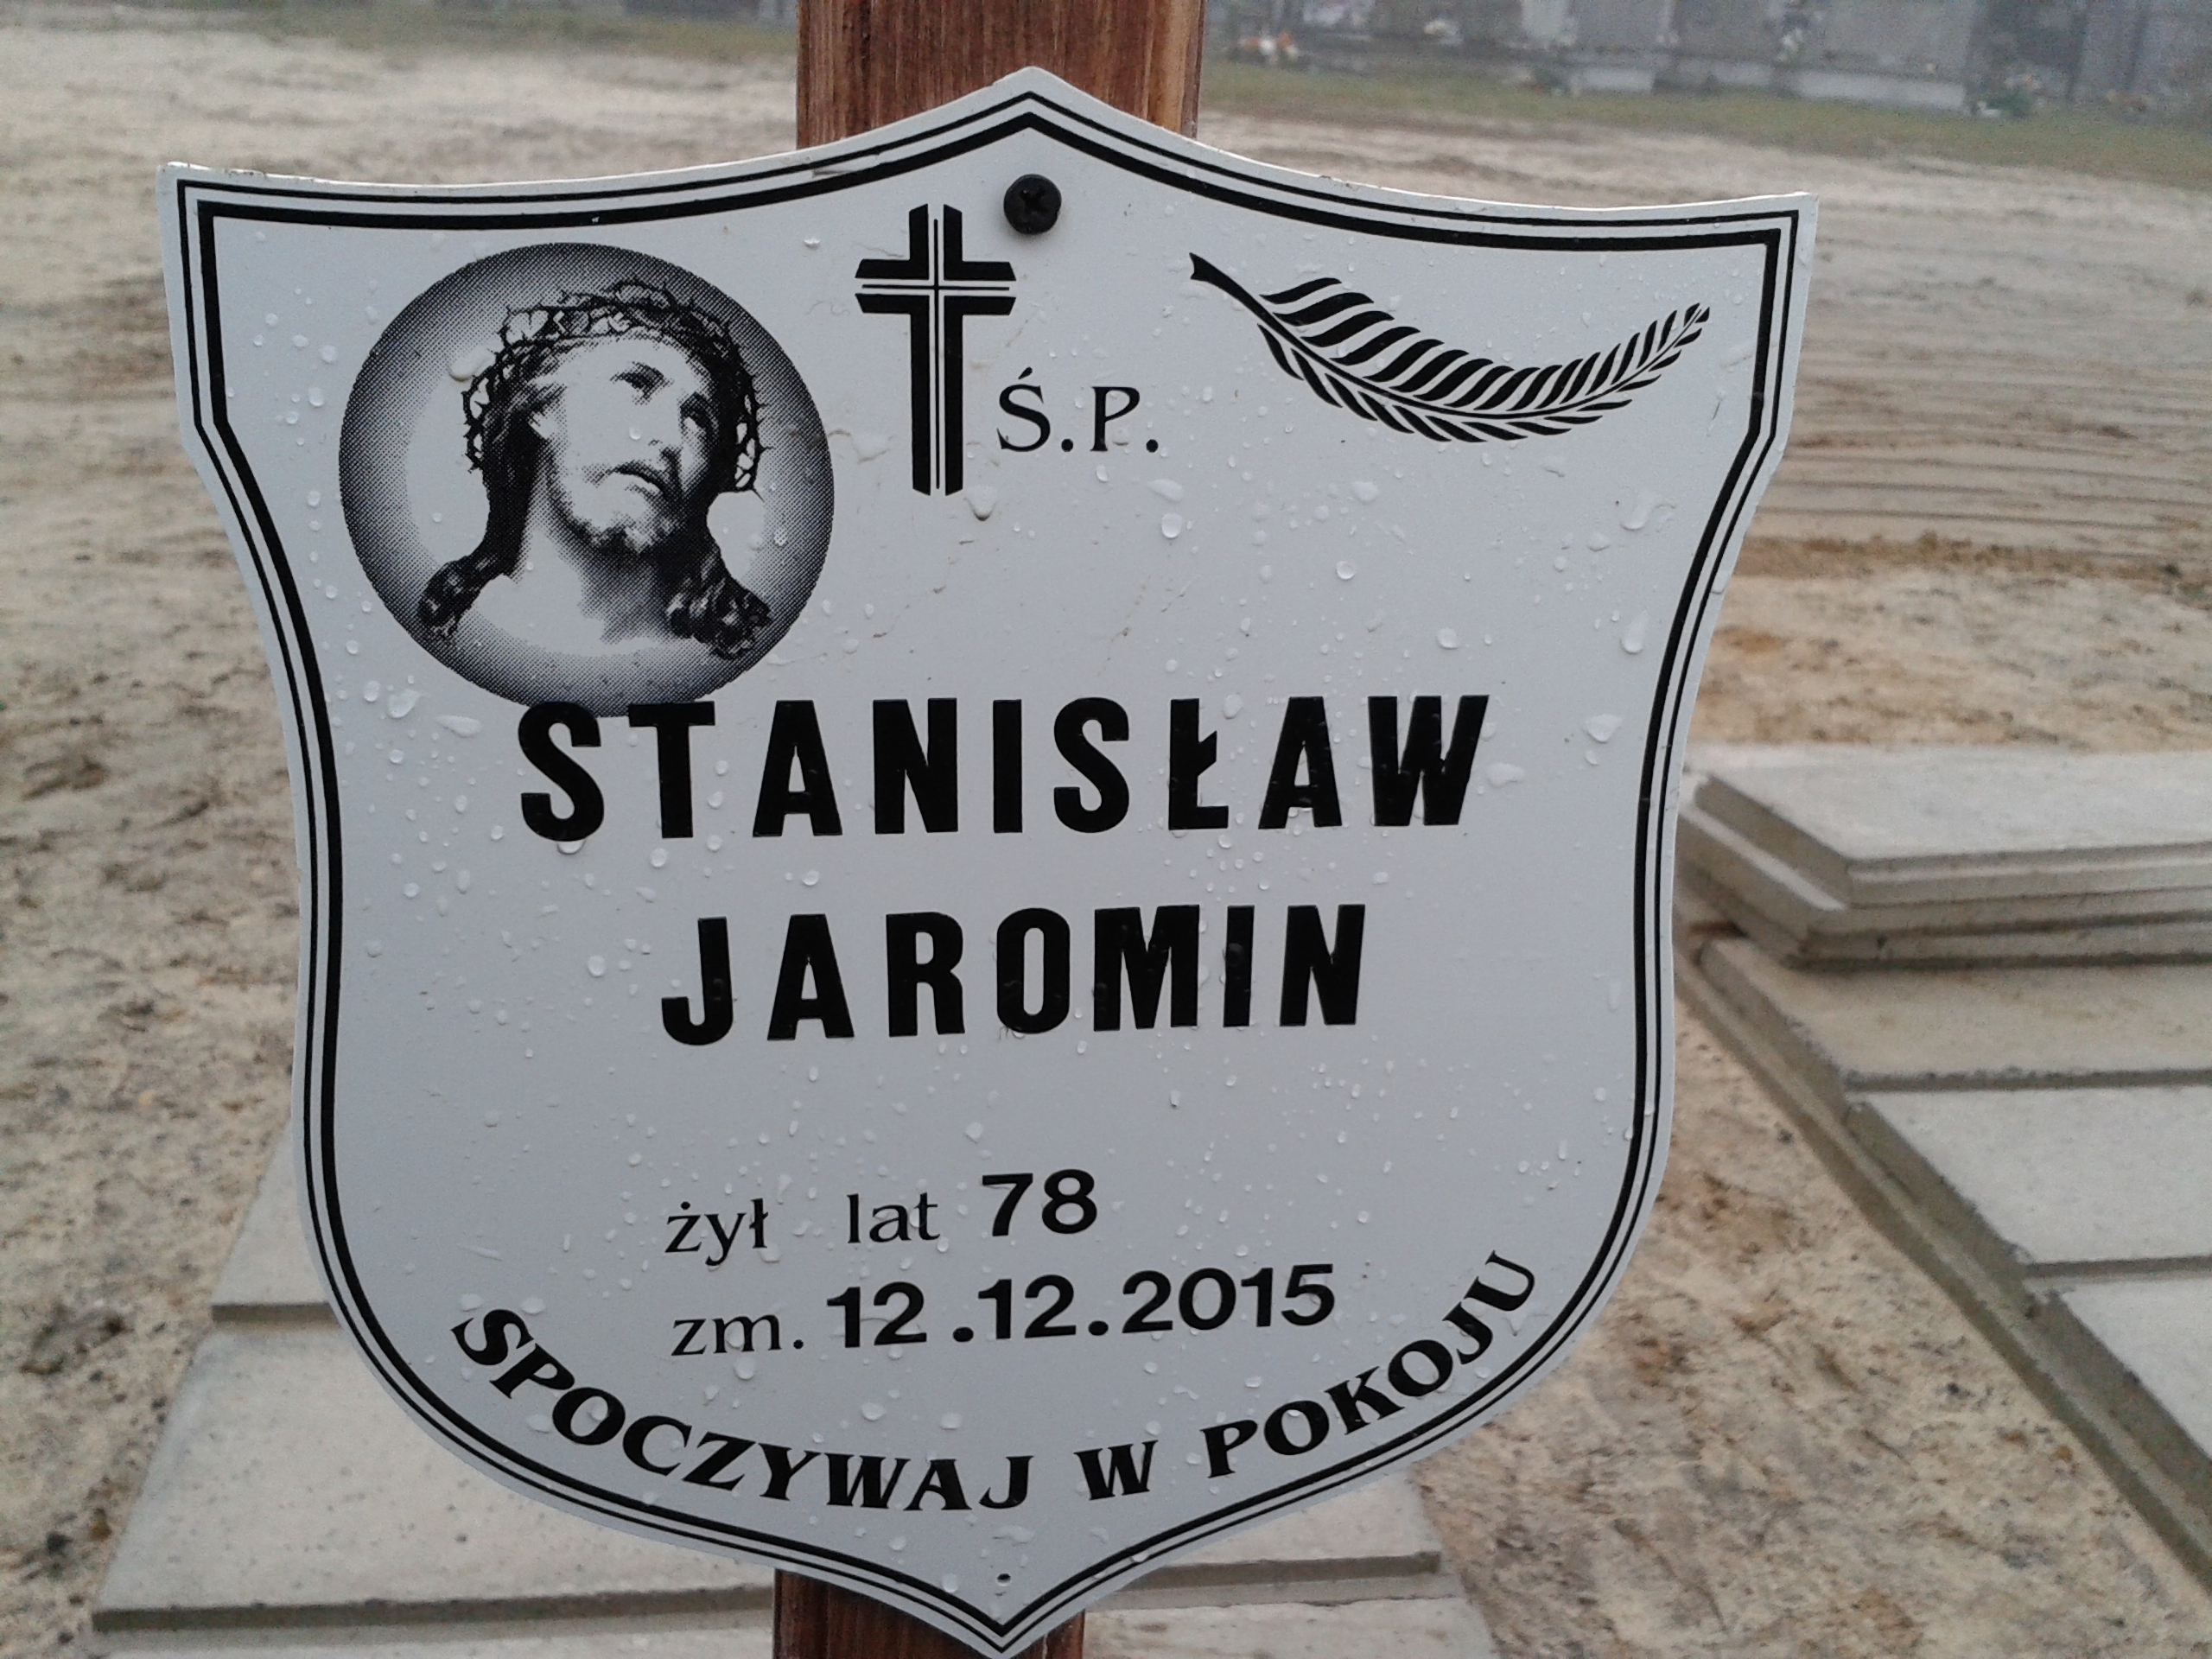 Ś.P.
STANISŁAW
JAROMIN
żył lat 78
zm. 12.12.2015
SPOCZYWAJ W POKOJU